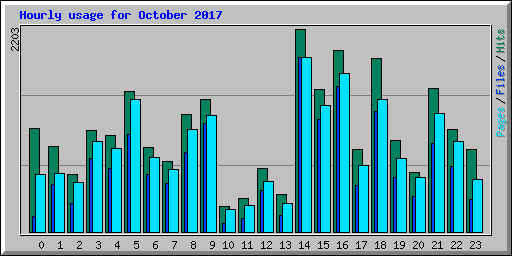 Hourly usage for October 2017
2203
Pages / Files / Hits
0 1 2 3 4 5 6 7 8 9 10 11 12 13 14 15 16 17 18 19 20 21 22 23